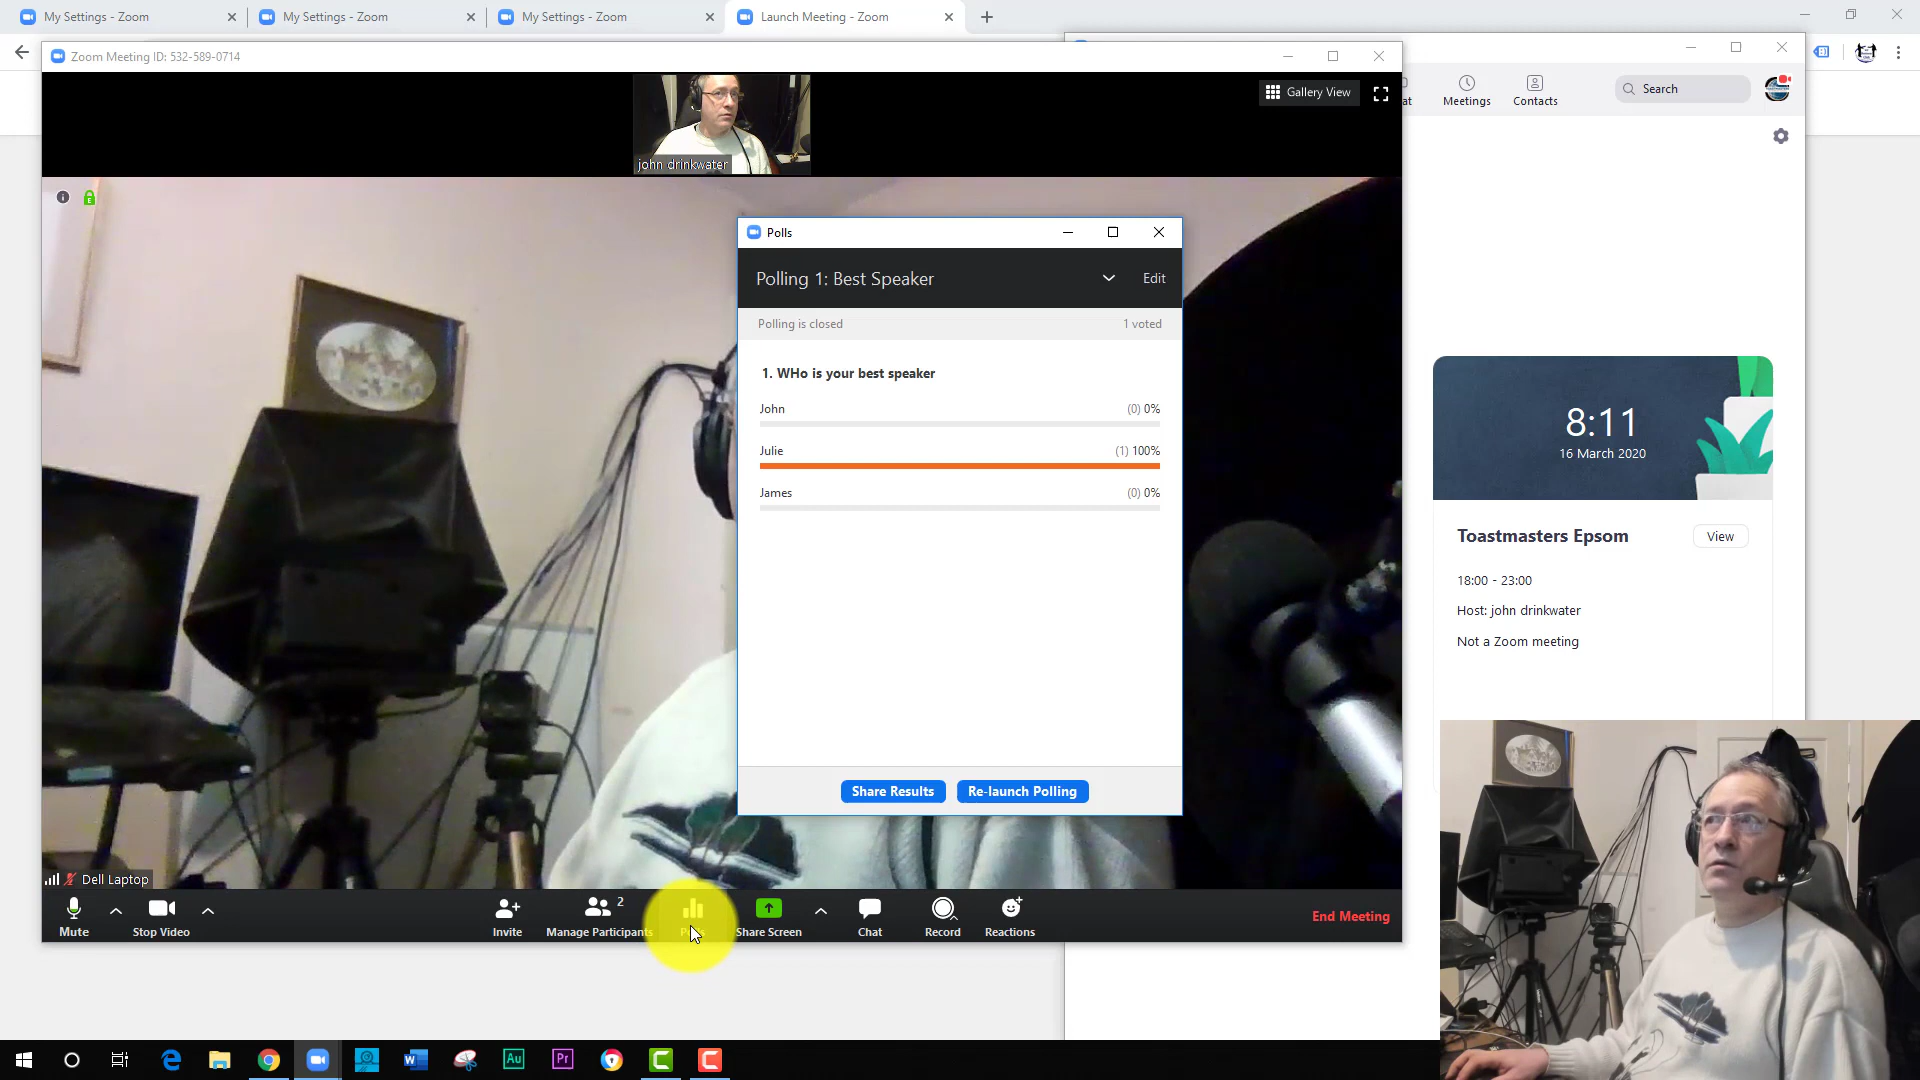 My Settings - Zoom
My Settings - Zoom
My Settings - Zoom
Launch Meeting - Zoom
Zoom Meeting ID: 532-589-0714
john drinkwater
Gallery View
at
Meetings
Contacts
Search
Polls
Polling 1: Best Speaker
Edit
Polling is closed
1 voted
1. WHo is your best speaker
John
(0) 0%
Julie
(1) 100%
James
(0) 0%
Share Results
Re-launch Polling
8:11
16 March 2020
Toastmasters Epsom
View
18:00 - 23:00
Host: john drinkwater
Not a Zoom meeting
Dell Laptop
Mute
Stop Video
Invite
2
Manage Participants
Polls
Share Screen
Chat
Record
Reactions
End Meeting
Au
Pr